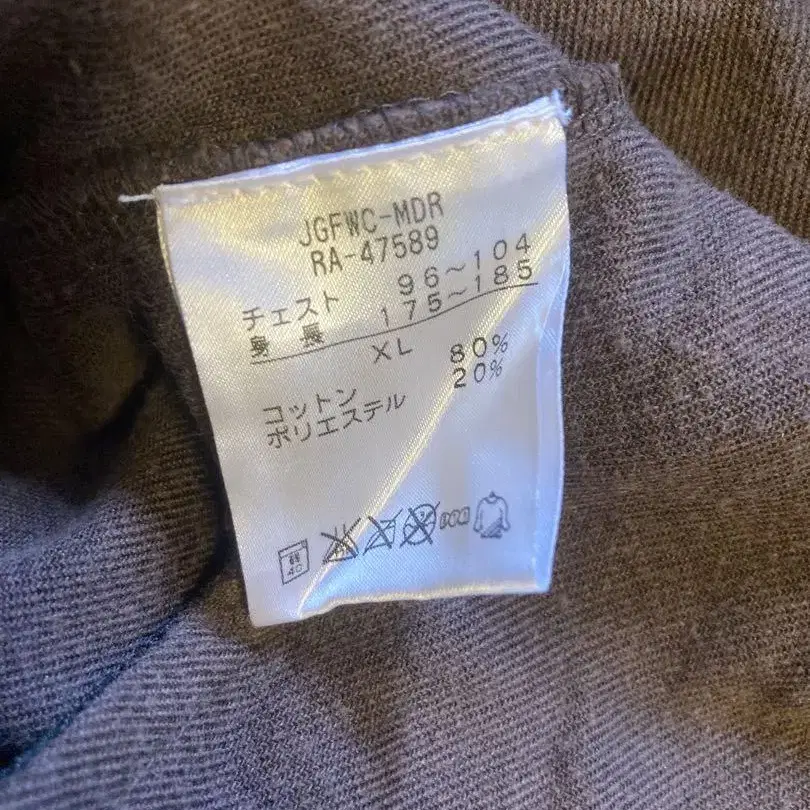 JGFWC-MDR
RA-47589
チェスト 96～104
身長 175～185
XL
コットン 80%
ポリエステル 20%
40